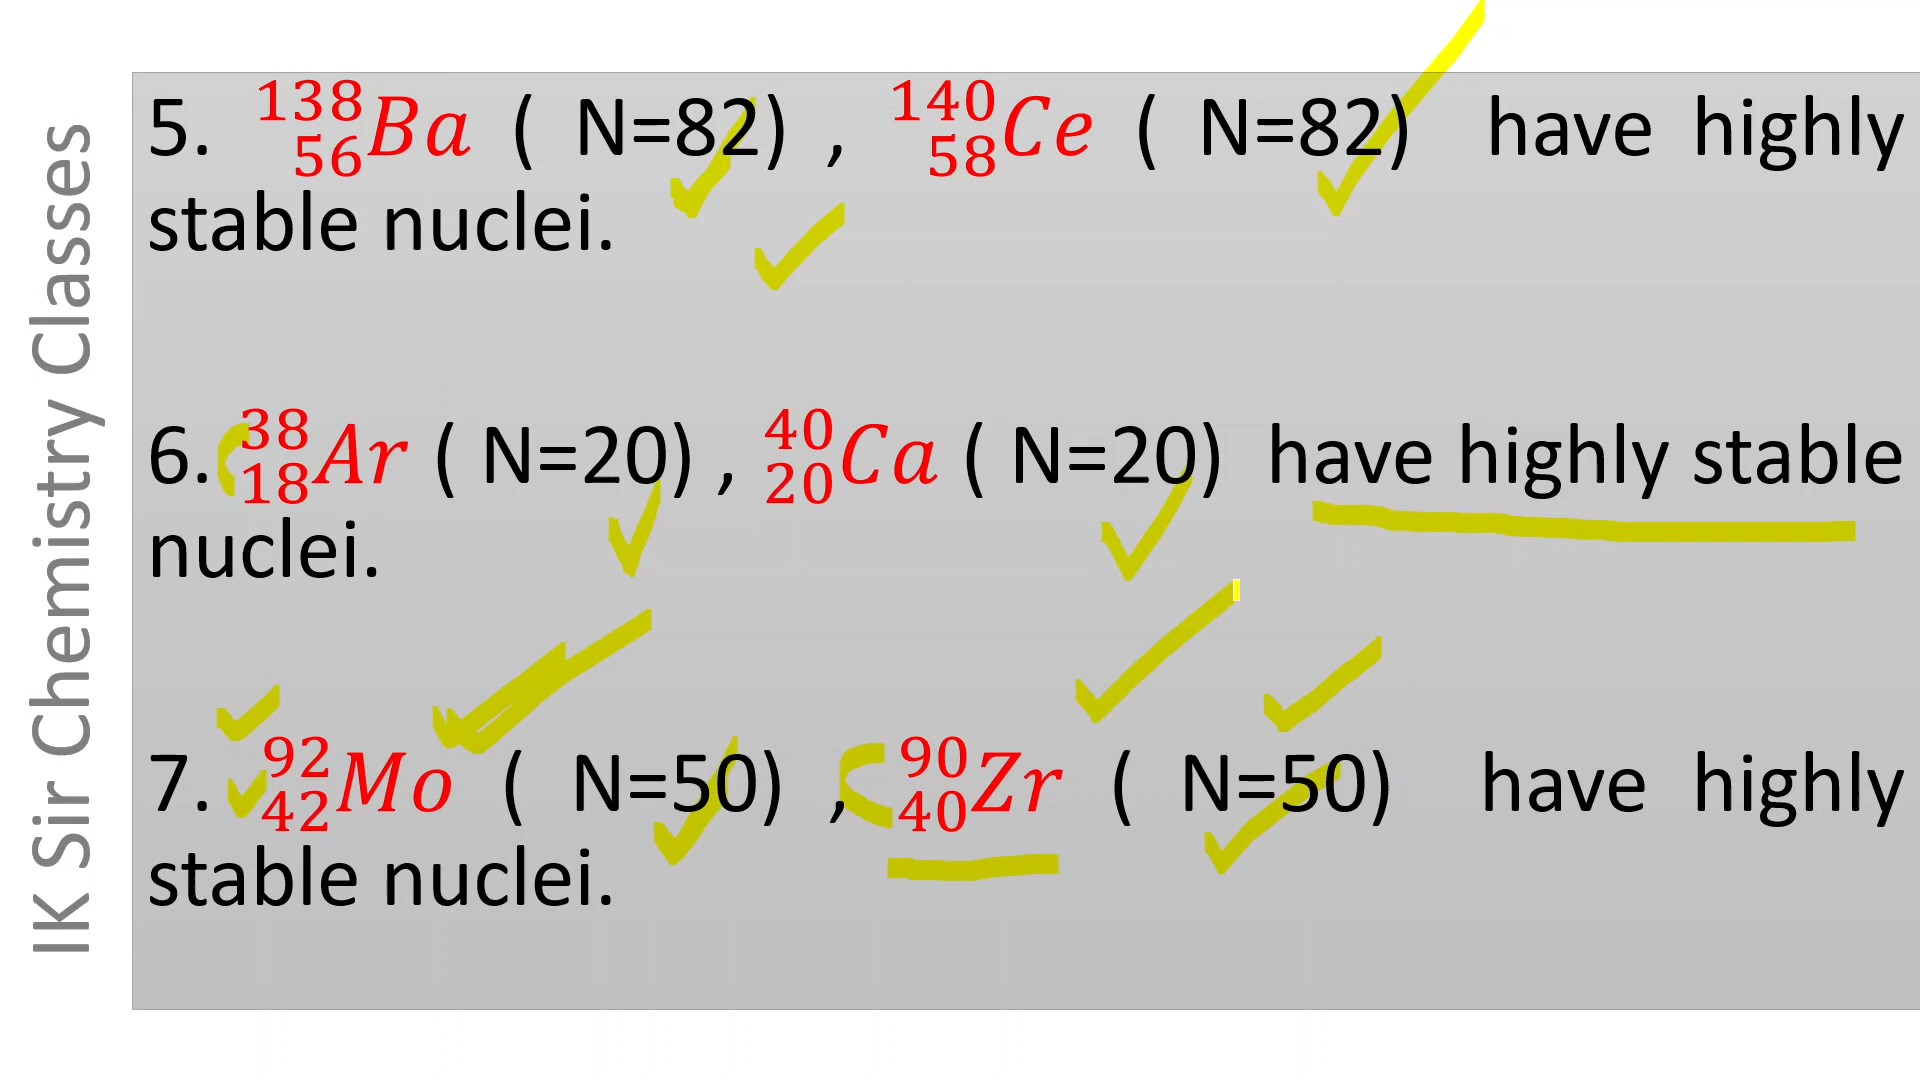 IK Sir Chemistry Classes
5. ¹³⁸₅₆Ba ( N=82) , ¹⁴⁰₅₈Ce ( N=82) have highly
stable nuclei.
6. ³⁸₁₈Ar ( N=20) , ⁴⁰₂₀Ca ( N=20) have highly stable
nuclei.
7. ⁹²₄₂Mo ( N=50) , ⁹⁰₄₀Zr ( N=50) have highly
stable nuclei.